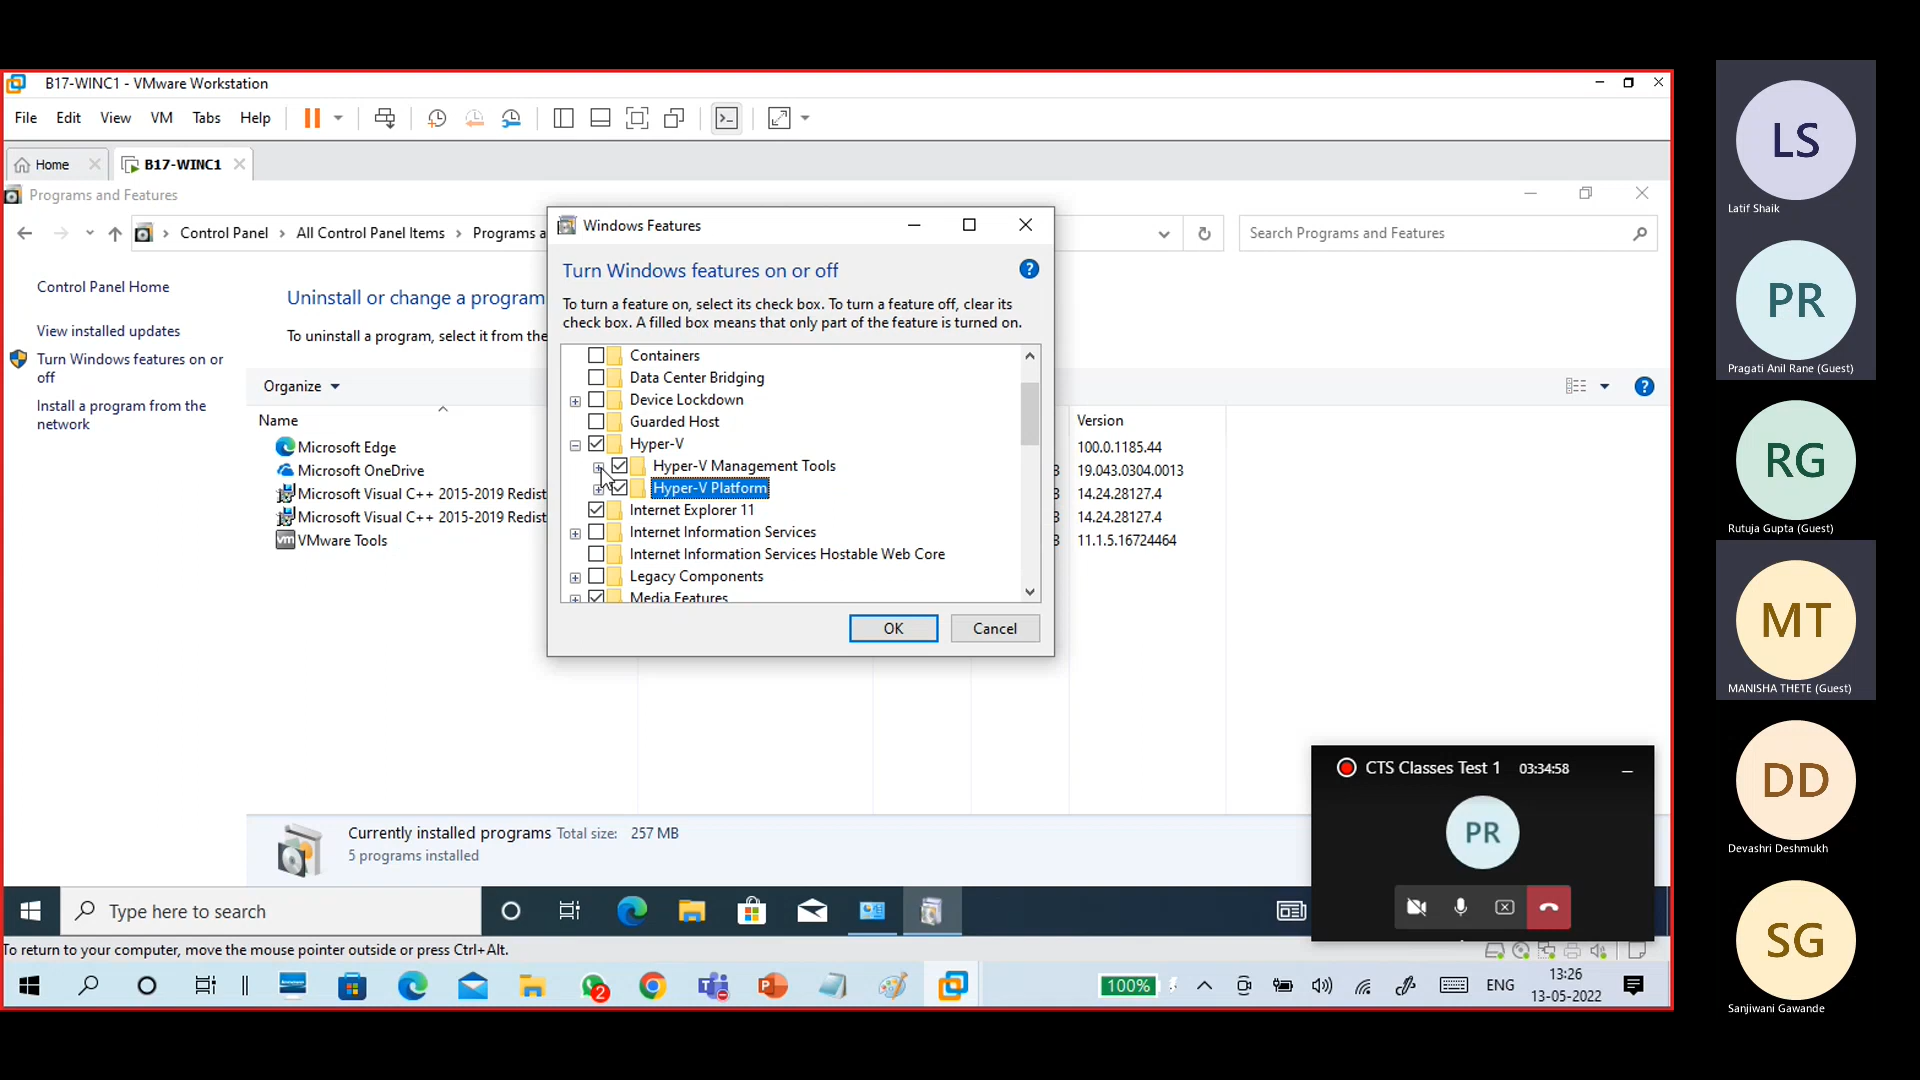 B17-WINC1 - VMware Workstation
File Edit View VM Tabs Help
Home B17-WINC1
Programs and Features
Control Panel All Control Panel Items Programs a
Search Programs and Features
Control Panel Home
View installed updates
Turn Windows features on or
off
Install a program from the
network
Uninstall or change a program
To uninstall a program, select it from the
Organize
Name Version
Microsoft Edge 100.0.1185.44
Microsoft OneDrive 3 19.043.0304.0013
Microsoft Visual C++ 2015-2019 Redist 3 14.24.28127.4
Microsoft Visual C++ 2015-2019 Redist 3 14.24.28127.4
vm VMware Tools 3 11.1.5.16724464
Windows Features
Turn Windows features on or off
To turn a feature on, select its check box. To turn a feature off, clear its
check box. A filled box means that only part of the feature is turned on.
Containers
Data Center Bridging
Device Lockdown
Guarded Host
Hyper-V
Hyper-V Management Tools
Hyper-V Platform
Internet Explorer 11
Internet Information Services
Internet Information Services Hostable Web Core
Legacy Components
Media Features
OK Cancel
Currently installed programs Total size: 257 MB
5 programs installed
CTS Classes Test 1 03:34:58
PR
Type here to search
To return to your computer, move the mouse pointer outside or press Ctrl+Alt.
2
100%
ENG
13:26
13-05-2022
LS
Latif Shaik
PR
Pragati Anil Rane (Guest)
RG
Rutuja Gupta (Guest)
MT
MANISHA THETE (Guest)
DD
Devashri Deshmukh
SG
Sanjiwani Gawande